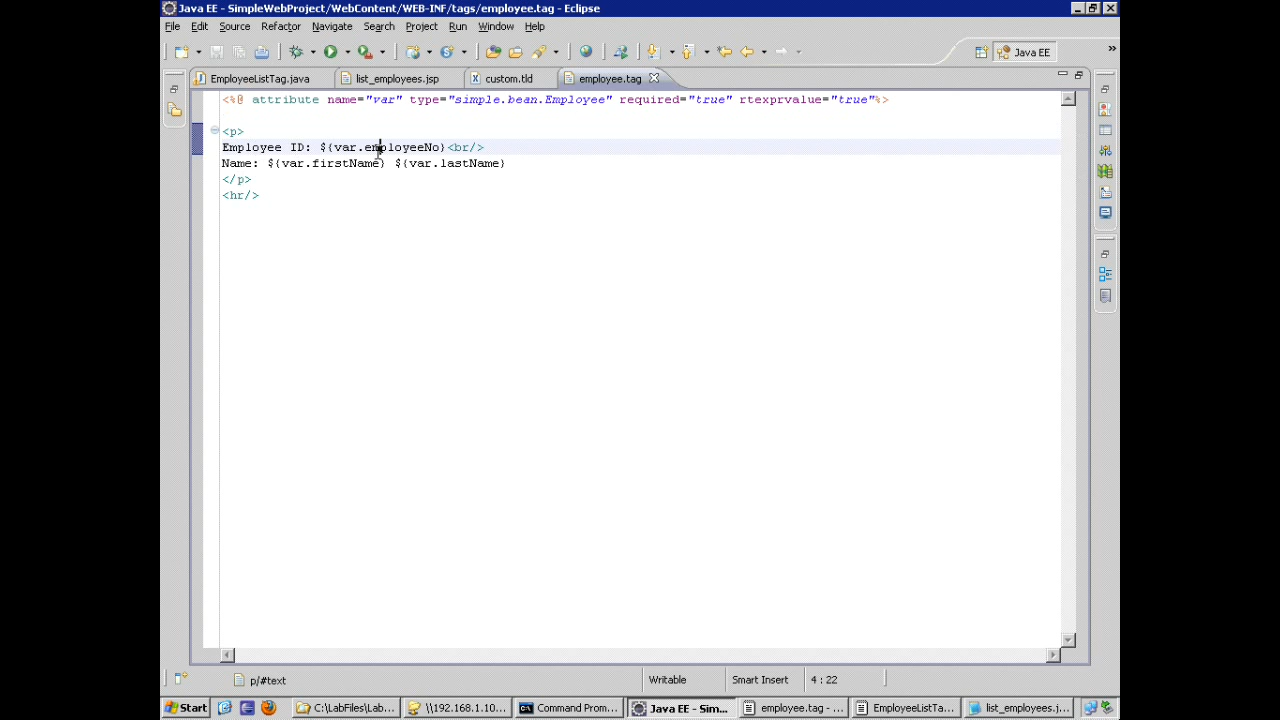 Java EE - SimpleWebProject/WebContent/WEB-INF/tags/employee.tag - Eclipse
File Edit Source Refactor Navigate Search Project Run Window Help
Java EE
EmployeeListTag.java list_employees.jsp custom.tld employee.tag
<%@ attribute name="var" type="simple.bean.Employee" required="true" rtexprvalue="true"%>
<p>
Employee ID: ${var.employeeNo}<br/>
Name: ${var.firstName} ${var.lastName}
</p>
<hr/>
p/#text Writable Smart Insert 4 : 22
Start C:\LabFiles\Lab... \\192.168.1.10... Command Prom... Java EE - Sim... employee.tag - ... EmployeeListTa... list_employees.j...